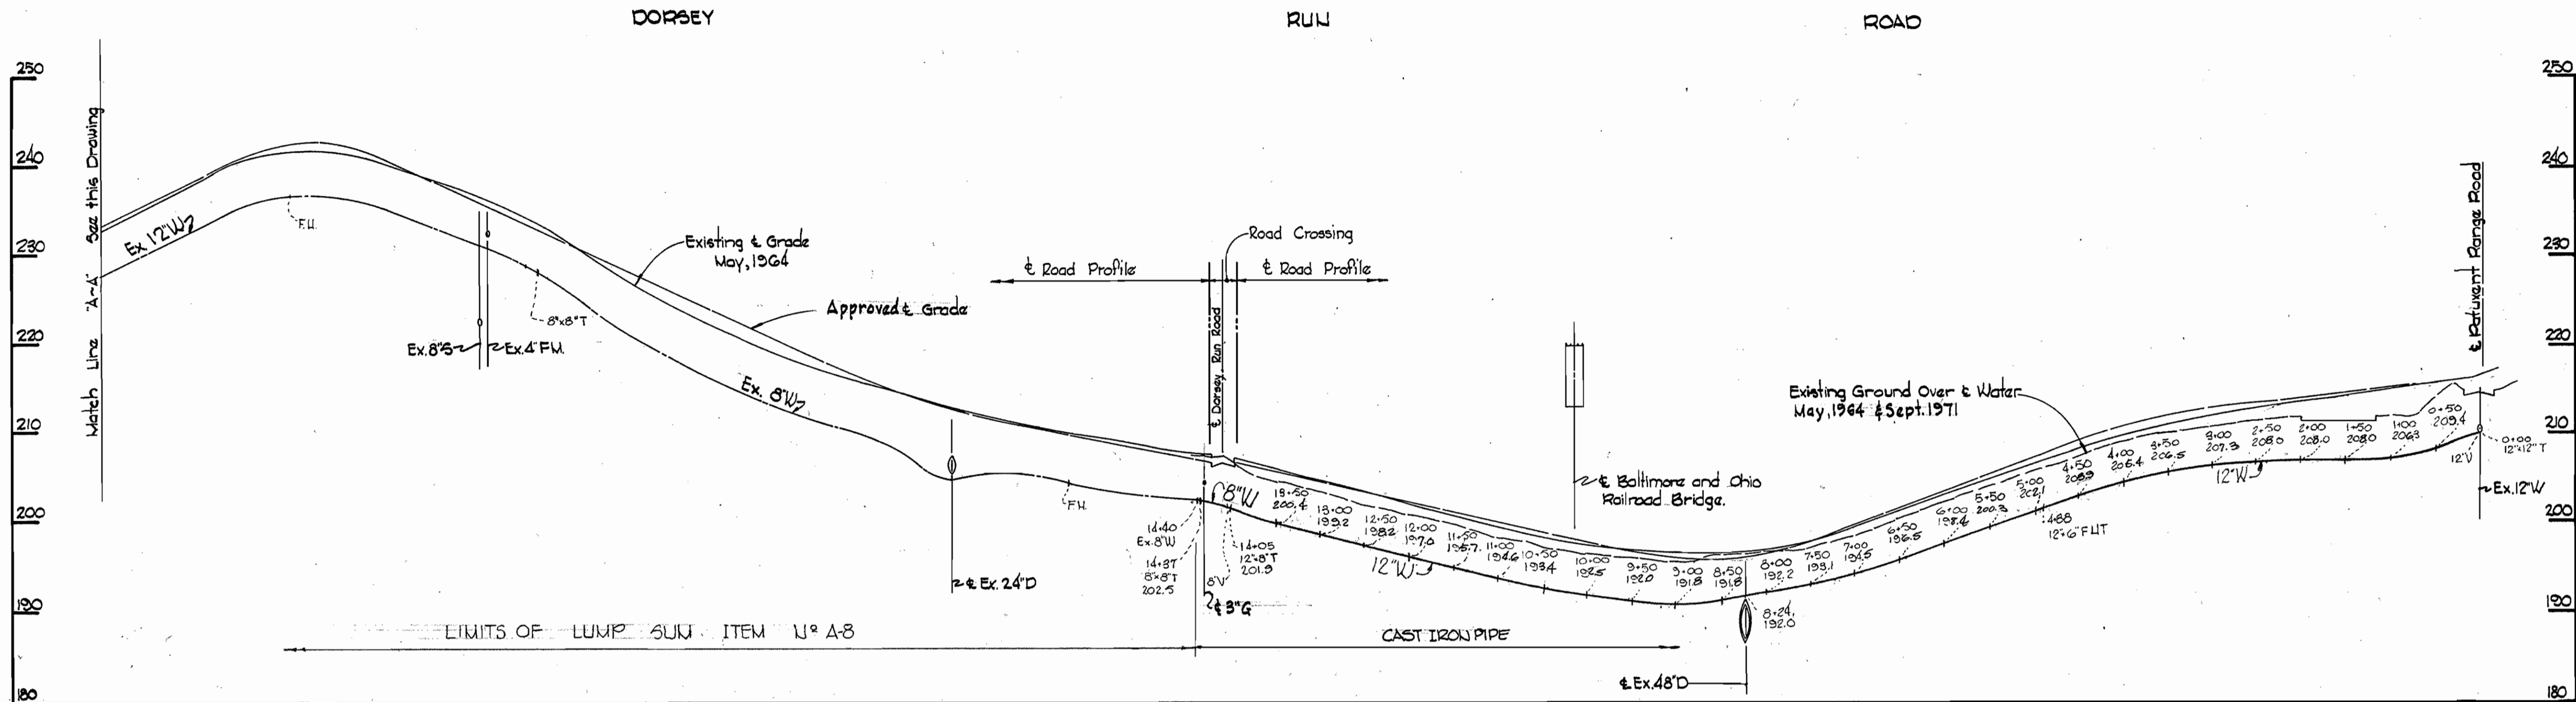 DORSEY RUN ROAD
250
240
230
220
210
200
190
180
Match Line "A-A" See this Drawing
Ex. 12"W
F.H.
Ex.8"S
Ex.4"F.M.
8"x8"T
Existing ℄ Grade
May, 1964
Approved ℄ Grade
Ex. 8"W
℄ Ex. 24"D
F.H.
℄ Road Profile
℄ Dorsey Run Road
Road Crossing
℄ Road Profile
14+40
Ex.8"W
14+37
8"x8"T
202.5
8"W
8"V
℄ 3"G
14+05
12"x8"T
201.9
13+50
200.4
13+00
199.2
12+50
198.2
12+00
197.0
11+50
195.7
11+00
194.6
10+50
193.4
10+00
192.5
9+50
192.0
9+00
191.8
8+50
191.8
12"W
℄ Baltimore and Ohio
Railroad Bridge.
8+24
192.0
8+00
192.2
7+50
193.1
7+00
194.5
6+50
196.5
6+00
198.4
5+50
200.3
5+00
202.1
4+88
12"x6" F.H.T
4+50
4+00
205.4
3+50
206.5
3+00
207.3
2+50
208.0
2+00
208.0
1+50
208.0
1+00
206.3
0+50
209.4
12"W
12"V
0+00
12"x12" T
Existing Ground Over ℄ Water
May, 1964 & Sept. 1971
℄ Patuxent Range Road
Ex.12"W
LIMITS OF LUMP SUM ITEM Nº A-8
CAST IRON PIPE
℄ Ex.48"D
250
240
230
220
210
200
190
180